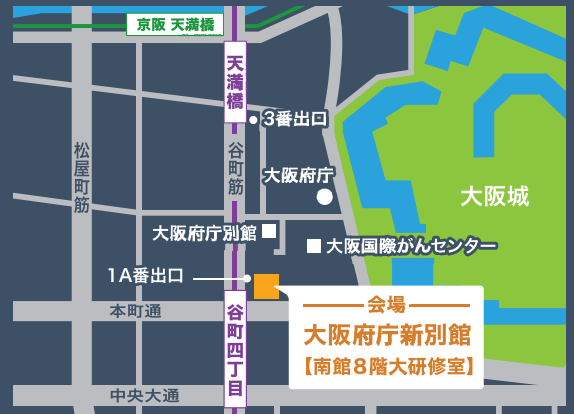 京阪 天満橋
天満橋
3番出口
松屋町筋
谷町筋
大阪府庁
大阪城
大阪府庁別館
大阪国際がんセンター
1A番出口
会場
本町通
大阪府庁新別館
谷町四丁目
【南館8階大研修室】
中央大通